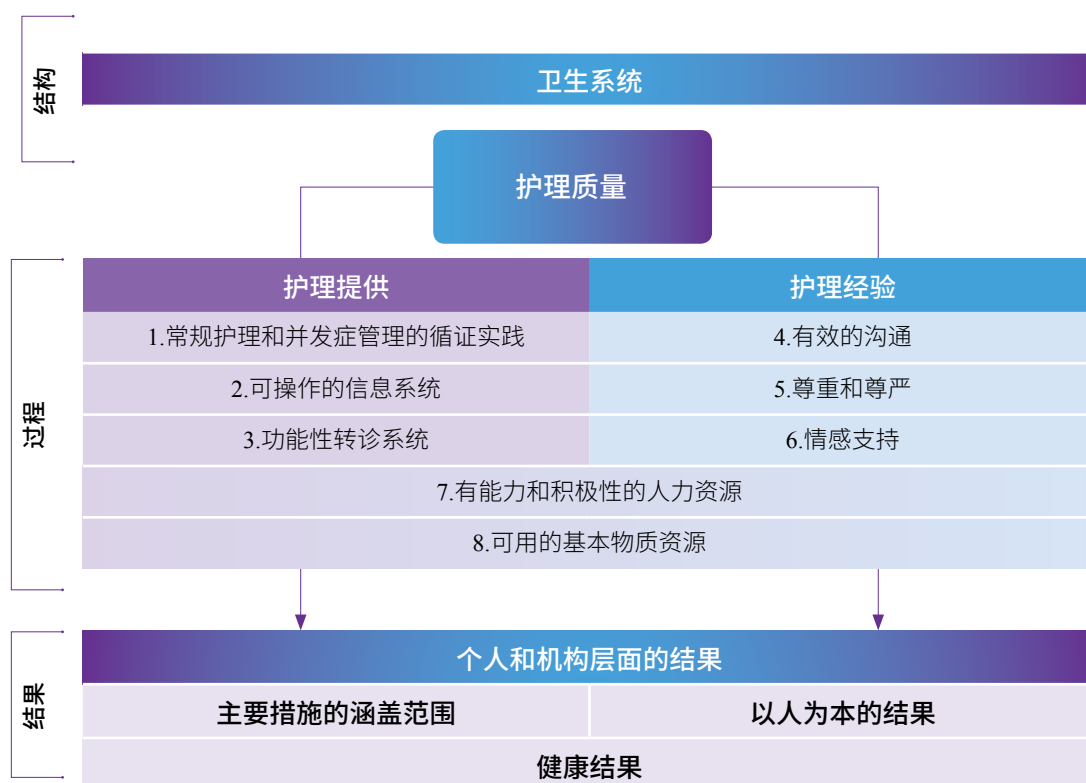 结构
卫生系统
护理质量
过程
护理提供
护理经验
1.常规护理和并发症管理的循证实践
4.有效的沟通
2.可操作的信息系统
5.尊重和尊严
3.功能性转诊系统
6.情感支持
7.有能力和积极性的人力资源
8.可用的基本物质资源
结果
个人和机构层面的结果
主要措施的涵盖范围
以人为本的结果
健康结果